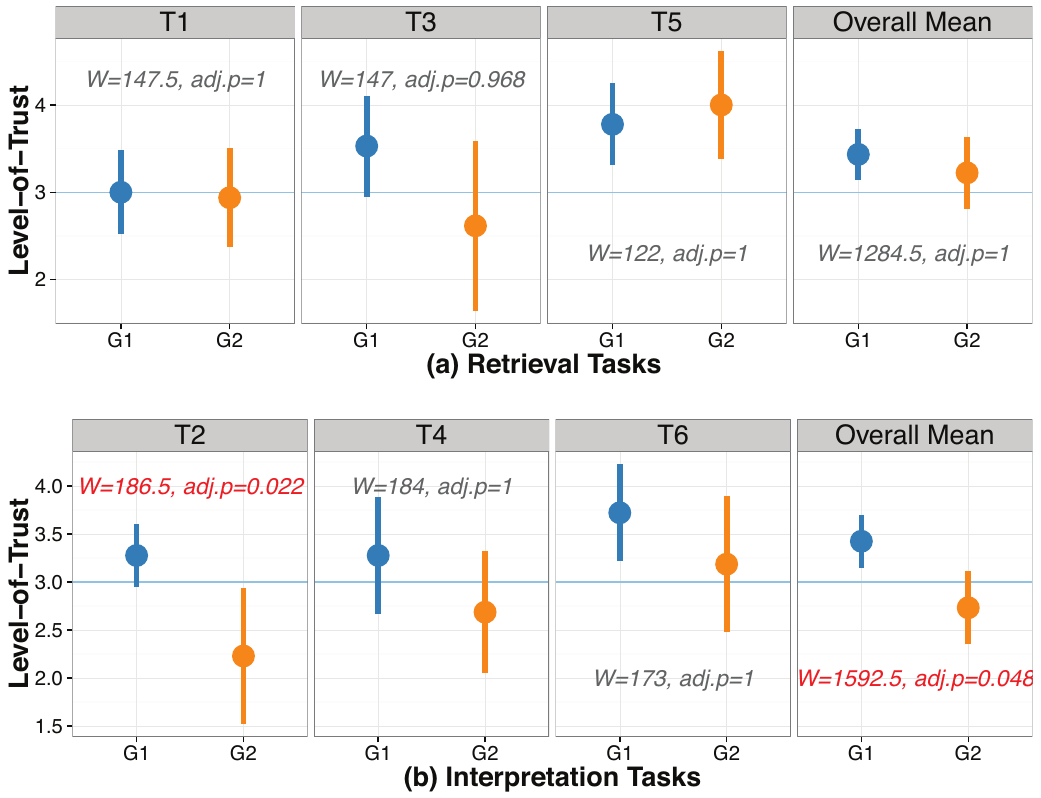 T1 T3 T5 Overall Mean
W=147.5, adj.p=1 W=147, adj.p=0.968
4
3
W=122, adj.p=1 W=1284.5, adj.p=1
2
Level-of-Trust
G1 G2 G1 G2 G1 G2 G1 G2
(a) Retrieval Tasks
T2 T4 T6 Overall Mean
W=186.5, adj.p=0.022 W=184, adj.p=1
4.0
3.5
3.0
2.5
2.0
W=173, adj.p=1 W=1592.5, adj.p=0.048
1.5
Level-of-Trust
G1 G2 G1 G2 G1 G2 G1 G2
(b) Interpretation Tasks